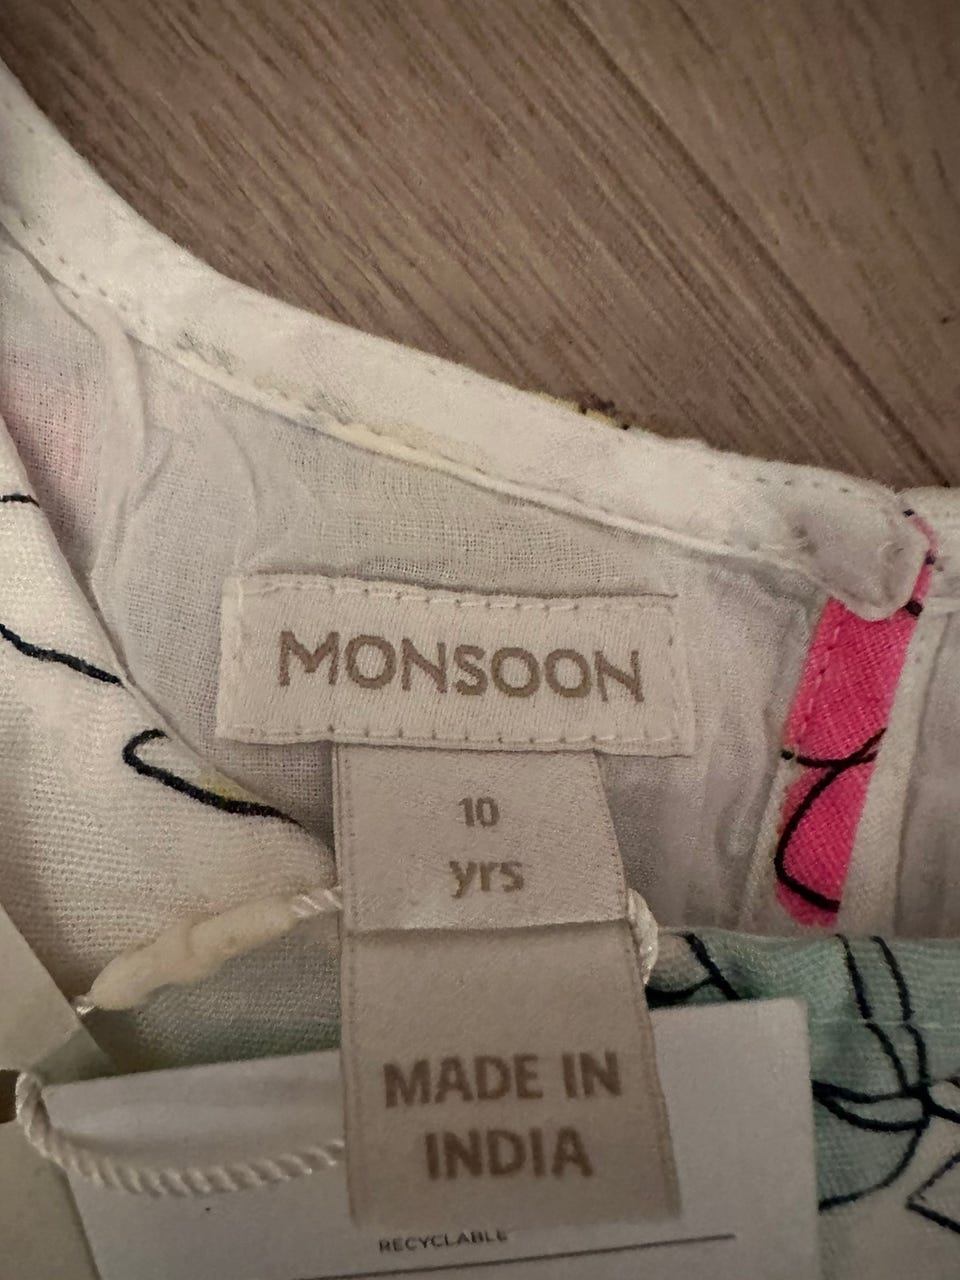 MONSOON
10
yrs
MADE IN
INDIA
RECYCLABLE